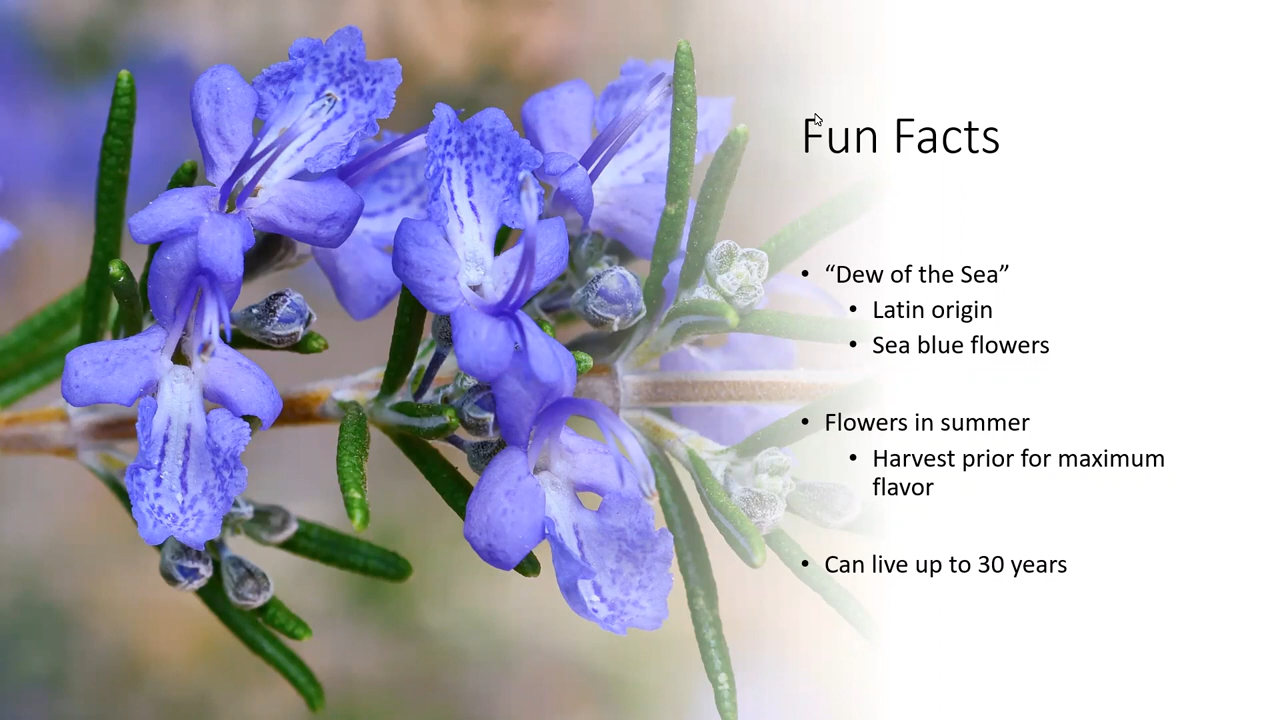 Fun Facts
• “Dew of the Sea”
• Latin origin
• Sea blue flowers
• Flowers in summer
• Harvest prior for maximum
flavor
• Can live up to 30 years